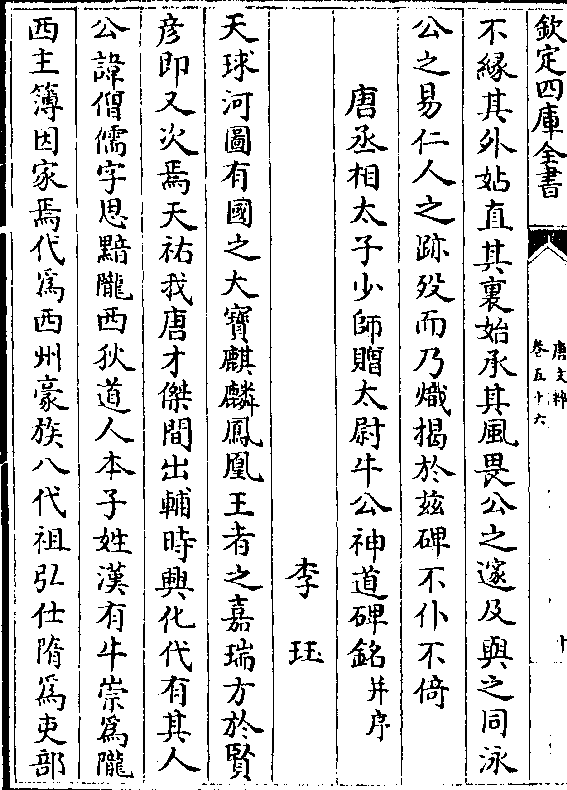 欽定四庫全書
唐文粹
卷五十六
十
不緣其外姑直其裏始承其風畏公之邃及與之同泳
公之易仁人之跡殁而乃熾揭於兹碑不仆不倚
唐丞相太子少師贈太尉牛公神道碑銘并序
李珏
天球河圖有國之大寶麒麟鳳凰王者之嘉瑞方於賢
彦即又次焉天祐我唐才傑間出輔時興化代有其人
公諱僧儒字思黯隴西狄道人本子姓漢有牛崇為隴
西主簿因家焉代為西州豪族八代祖弘仕隋為吏部